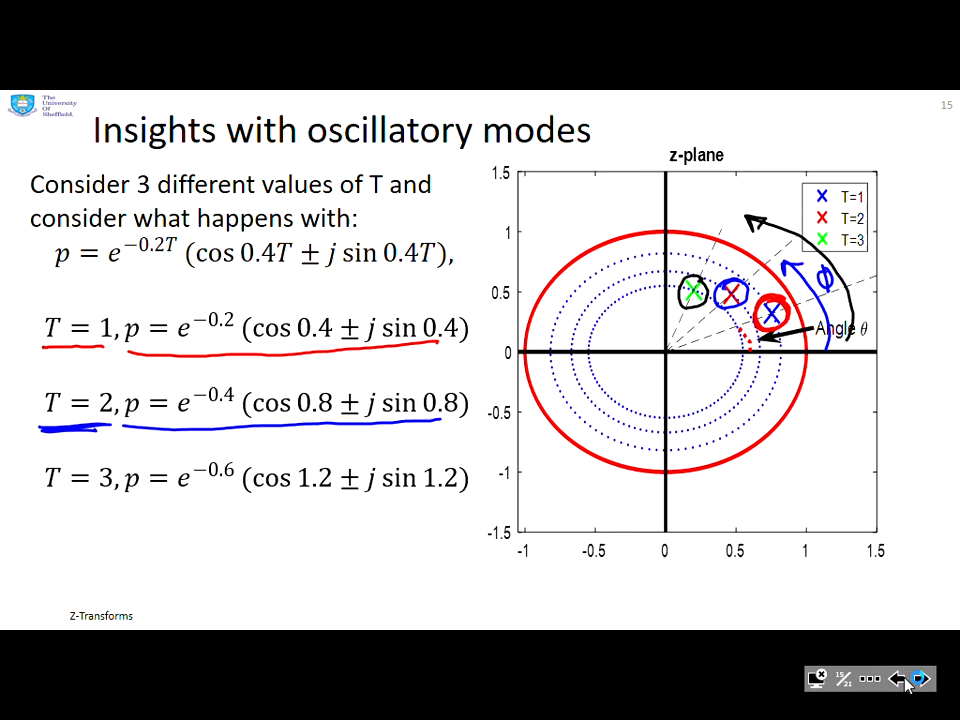 The
University
Of
Sheffield.
15
Insights with oscillatory modes
Consider 3 different values of T and
consider what happens with:
p = e^{−0.2T} (cos 0.4T ± j sin 0.4T),
T = 1, p = e^{−0.2} (cos 0.4 ± j sin 0.4)
T = 2, p = e^{−0.4} (cos 0.8 ± j sin 0.8)
T = 3, p = e^{−0.6} (cos 1.2 ± j sin 1.2)
z-plane
1.5
1
0.5
0
-0.5
-1
-1.5
-1 -0.5 0 0.5 1 1.5
T=1
T=2
T=3
ϕ
Angle θ
Z-Transforms
15/21